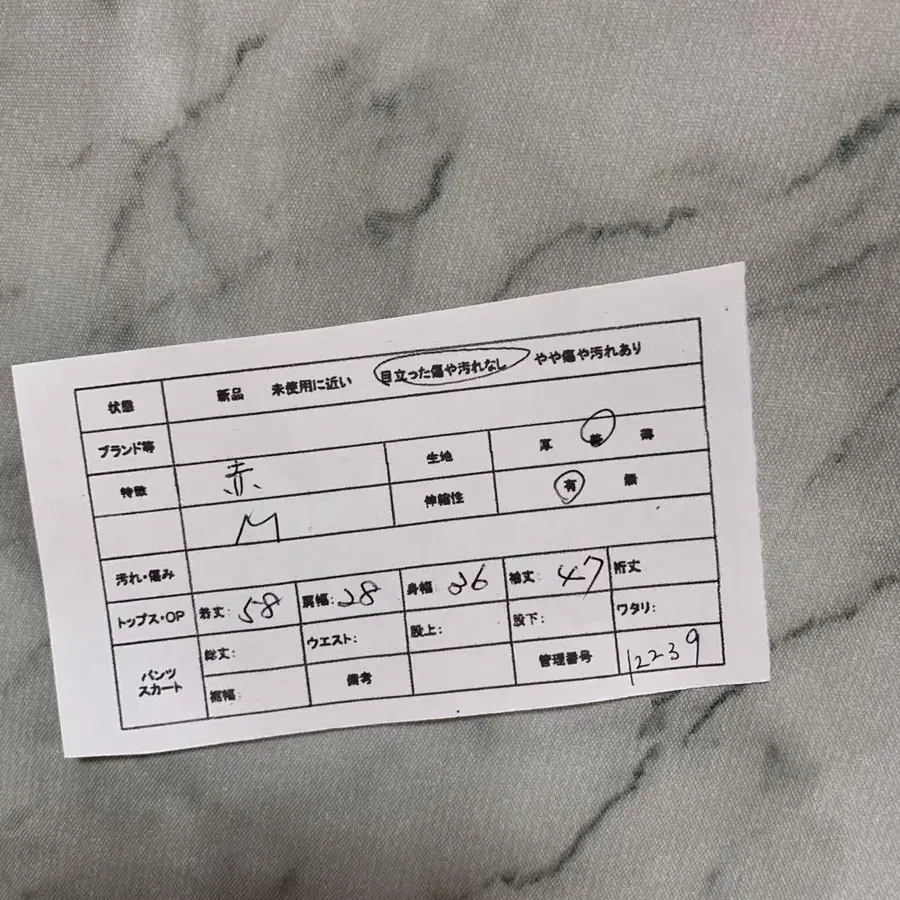 状態 新品 未使用に近い 目立った傷や汚れなし やや傷や汚れあり
ブランド等
特徴 赤 生地 厚 普 薄
M 伸縮性 有 無
汚れ・傷み
トップス・OP 着丈: 58 肩幅: 28 身幅: 36 袖丈: 47 裄丈
パンツ スカート 総丈: ウエスト: 股上: 股下: ワタリ:
裾幅: 備考 管理番号 12239